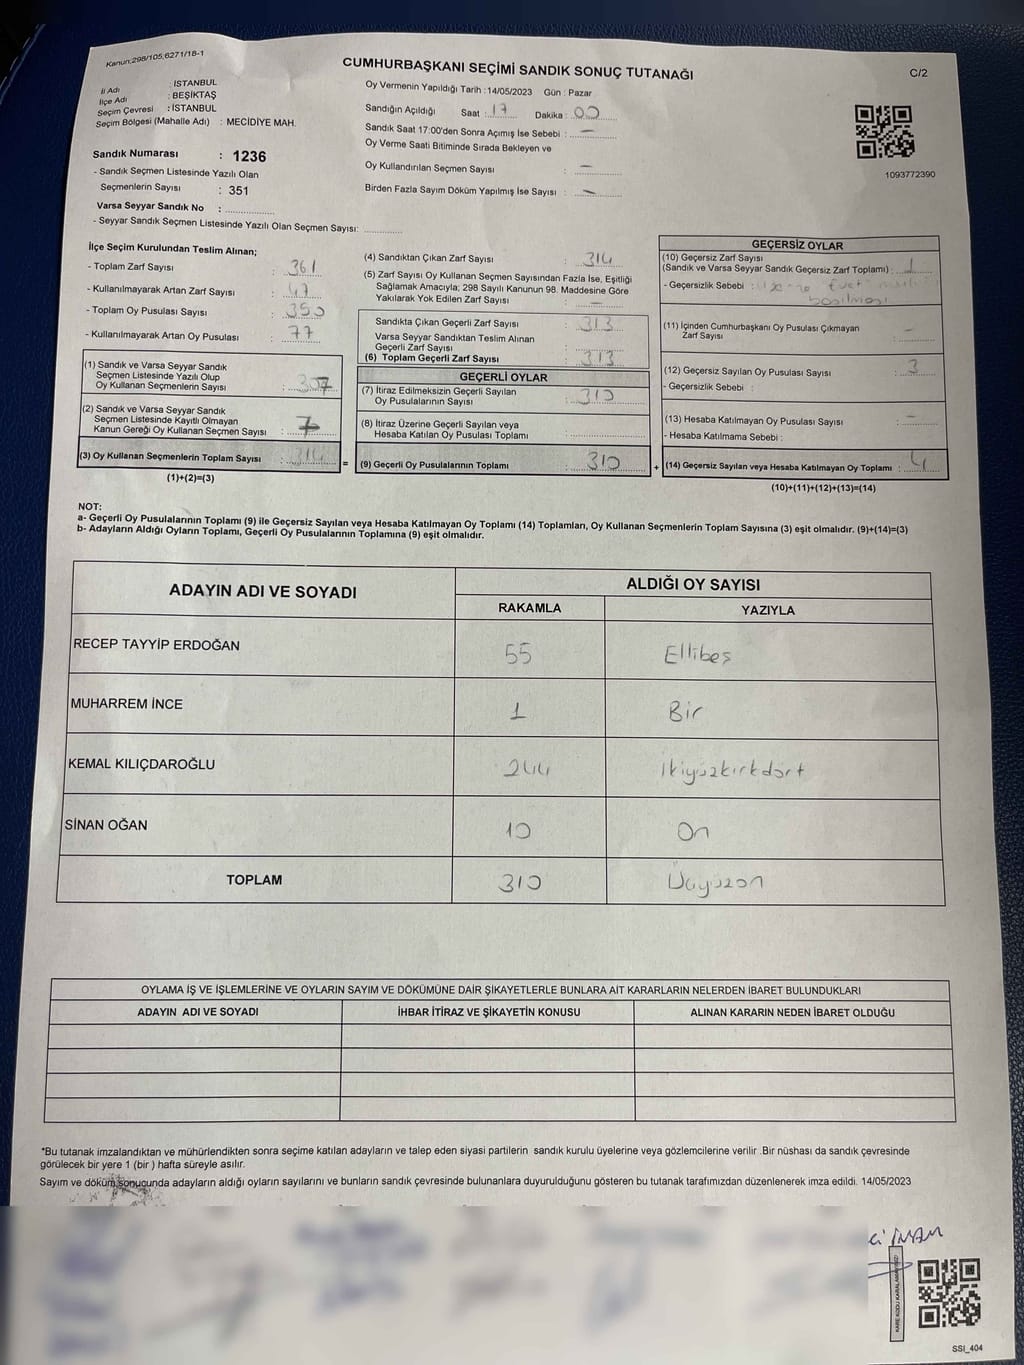 Kanun:298/105;6271/18-1
CUMHURBAŞKANI SEÇİMİ SANDIK SONUÇ TUTANAĞI
C/2
İl Adı : İSTANBUL
İlçe Adı : BEŞİKTAŞ
Seçim Çevresi : İSTANBUL
Seçim Bölgesi (Mahalle Adı) : MECİDİYE MAH.
Sandık Numarası : 1236
- Sandık Seçmen Listesinde Yazılı Olan
Seçmenlerin Sayısı : 351
Varsa Seyyar Sandık No : ...............
- Seyyar Sandık Seçmen Listesinde Yazılı Olan Seçmen Sayısı: ............
Oy Vermenin Yapıldığı Tarih :14/05/2023 Gün : Pazar
Sandığın Açıldığı Saat : 17 Dakika : 00
Sandık Saat 17:00'den Sonra Açımış İse Sebebi : —
Oy Verme Saati Bitiminde Sırada Bekleyen ve
Oy Kullandırılan Seçmen Sayısı : —
Birden Fazla Sayım Döküm Yapılmış İse Sayısı : —
1093772390
İlçe Seçim Kurulundan Teslim Alınan;
- Toplam Zarf Sayısı : 361
- Kullanılmayarak Artan Zarf Sayısı : 47
- Toplam Oy Pusulası Sayısı :
- Kullanılmayarak Artan Oy Pusulası : 77
(1) Sandık ve Varsa Seyyar Sandık
Seçmen Listesinde Yazılı Olup
Oy Kullanan Seçmenlerin Sayısı : 307
(2) Sandık ve Varsa Seyyar Sandık
Seçmen Listesinde Kayıtlı Olmayan
Kanun Gereği Oy Kullanan Seçmen Sayısı : 7
(3) Oy Kullanan Seçmenlerin Toplam Sayısı : 314
(1)+(2)=(3)
(4) Sandıktan Çıkan Zarf Sayısı : 314
(5) Zarf Sayısı Oy Kullanan Seçmen Sayısından Fazla İse, Eşitliği
Sağlamak Amacıyla; 298 Sayılı Kanunun 98. Maddesine Göre
Yakılarak Yok Edilen Zarf Sayısı : —
Sandıkta Çıkan Geçerli Zarf Sayısı : 313
Varsa Seyyar Sandıktan Teslim Alınan
Geçerli Zarf Sayısı :
(6) Toplam Geçerli Zarf Sayısı : 313
GEÇERLİ OYLAR
(7) İtiraz Edilmeksizin Geçerli Sayılan
Oy Pusulalarının Sayısı : 310
(8) İtiraz Üzerine Geçerli Sayılan veya
Hesaba Katılan Oy Pusulası Toplamı :
= (9) Geçerli Oy Pusulalarının Toplamı : 310
GEÇERSİZ OYLAR
(10) Geçersiz Zarf Sayısı
(Sandık ve Varsa Seyyar Sandık Geçersiz Zarf Toplamı) : 1
- Geçersizlik Sebebi :
basılması
(11) İçinden Cumhurbaşkanı Oy Pusulası Çıkmayan
Zarf Sayısı : —
(12) Geçersiz Sayılan Oy Pusulası Sayısı : 3
- Geçersizlik Sebebi :
(13) Hesaba Katılmayan Oy Pusulası Sayısı : —
- Hesaba Katılmama Sebebi :
+ (14) Geçersiz Sayılan veya Hesaba Katılmayan Oy Toplamı : 4
(10)+(11)+(12)+(13)=(14)
NOT:
a- Geçerli Oy Pusulalarının Toplamı (9) ile Geçersiz Sayılan veya Hesaba Katılmayan Oy Toplamı (14) Toplamları, Oy Kullanan Seçmenlerin Toplam Sayısına (3) eşit olmalıdır. (9)+(14)=(3)
b- Adayların Aldığı Oyların Toplamı, Geçerli Oy Pusulalarının Toplamına (9) eşit olmalıdır.
ADAYIN ADI VE SOYADI
ALDIĞI OY SAYISI
RAKAMLA YAZIYLA
RECEP TAYYİP ERDOĞAN 55 Ellibeş
MUHARREM İNCE 1 Bir
KEMAL KILIÇDAROĞLU 244 İkiyüzkırkdört
SİNAN OĞAN 10 On
TOPLAM 310 Üçyüzon
OYLAMA İŞ VE İŞLEMLERİNE VE OYLARIN SAYIM VE DÖKÜMÜNE DAİR ŞİKAYETLERLE BUNLARA AİT KARARLARIN NELERDEN İBARET BULUNDUKLARI
ADAYIN ADI VE SOYADI İHBAR İTİRAZ VE ŞİKAYETİN KONUSU ALINAN KARARIN NEDEN İBARET OLDUĞU
*Bu tutanak imzalandıktan ve mühürlendikten sonra seçime katılan adayların ve talep eden siyasi partilerin sandık kurulu üyelerine veya gözlemcilerine verilir .Bir nüshası da sandık çevresinde
görülecek bir yere 1 (bir ) hafta süreyle asılır.
Sayım ve döküm sonucunda adayların aldığı oyların sayılarını ve bunların sandık çevresinde bulunanlara duyurulduğunu gösteren bu tutanak tarafımızdan düzenlenerek imza edildi. 14/05/2023
SSI_404